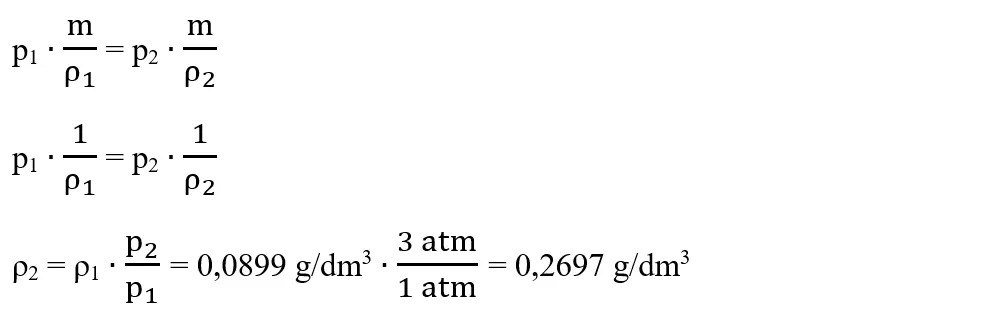 p₁ · m/ρ₁ = p₂ · m/ρ₂
p₁ · 1/ρ₁ = p₂ · 1/ρ₂
ρ₂ = ρ₁ · p₂/p₁ = 0,0899 g/dm³ · 3 atm/1 atm = 0,2697 g/dm³